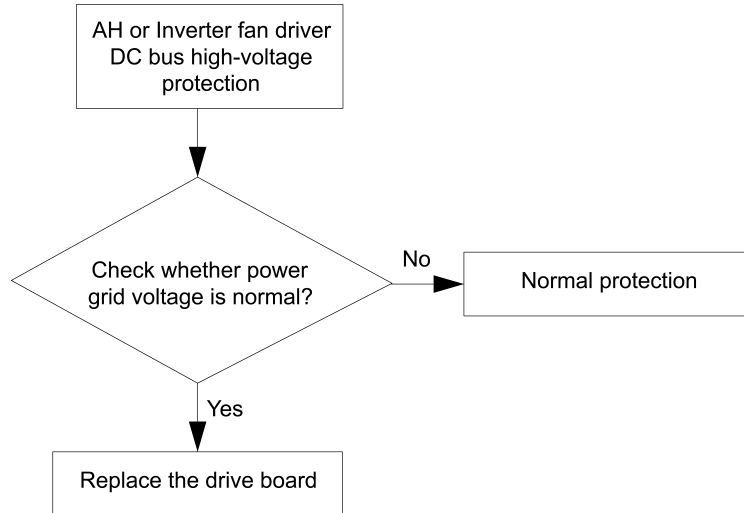 AH or Inverter fan driver
DC bus high-voltage
protection
Check whether power
grid voltage is normal?
No
Normal protection
Yes
Replace the drive board